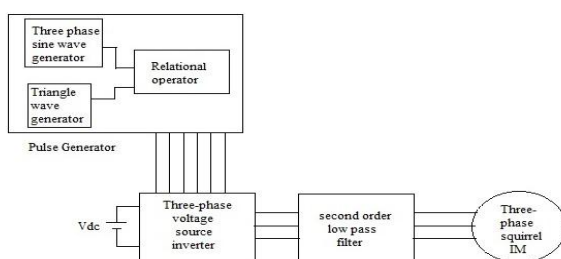 Three phase
sine wave
generator
Relational
operator
Triangle
wave
generator
Pulse Generator
Vdc
Three-phase
voltage
source
inverter
second order
low pass
filter
Three-
phase
squirrel
IM